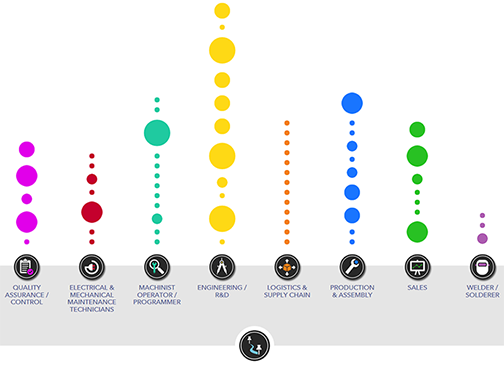 QUALITY
ASSURANCE /
CONTROL
ELECTRICAL &
MECHANICAL
MAINTENANCE
TECHNICIANS
MACHINIST
OPERATOR /
PROGRAMMER
ENGINEERING /
R&D
LOGISTICS &
SUPPLY CHAIN
PRODUCTION
& ASSEMBLY
SALES
WELDER /
SOLDERER